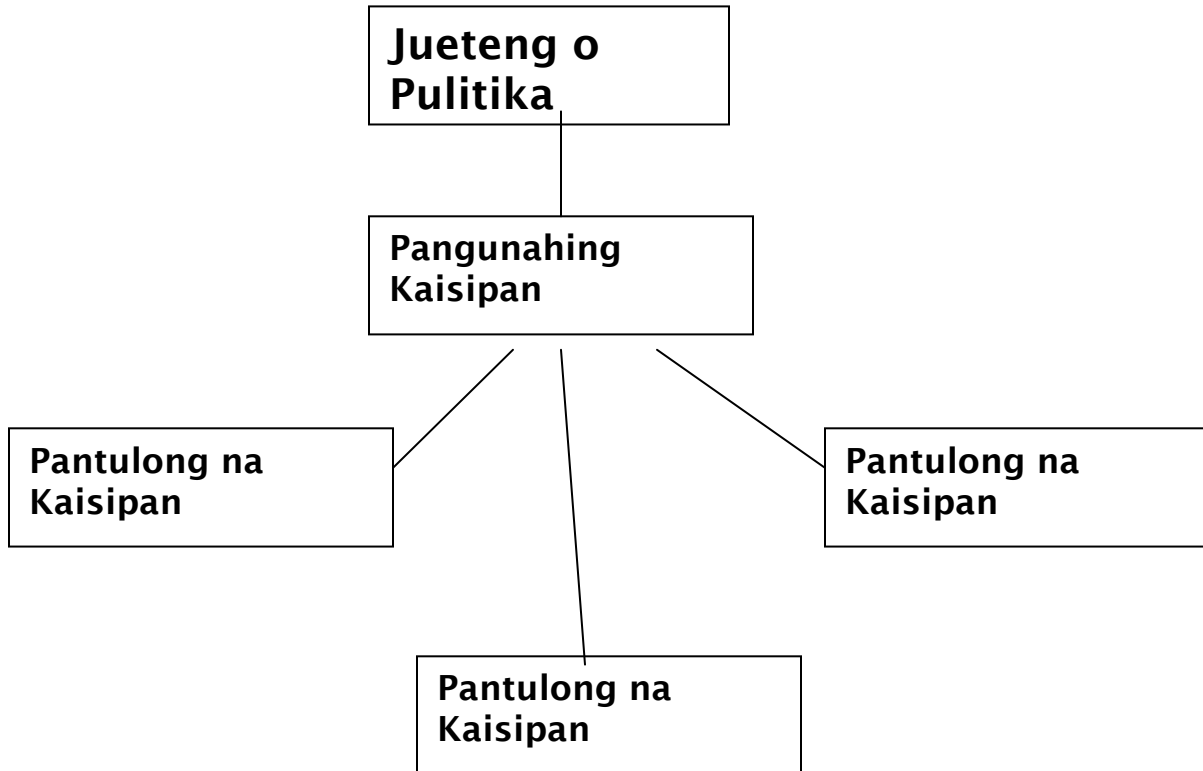 Jueteng o
Pulitika
Pangunahing
Kaisipan
Pantulong na
Kaisipan
Pantulong na
Kaisipan
Pantulong na
Kaisipan